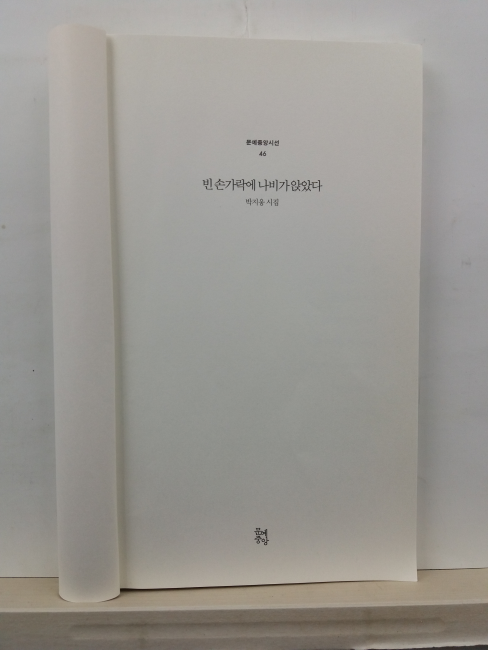 문예중앙시선
46
빈 손가락에 나비가 앉았다
박지웅 시집
문예
중앙